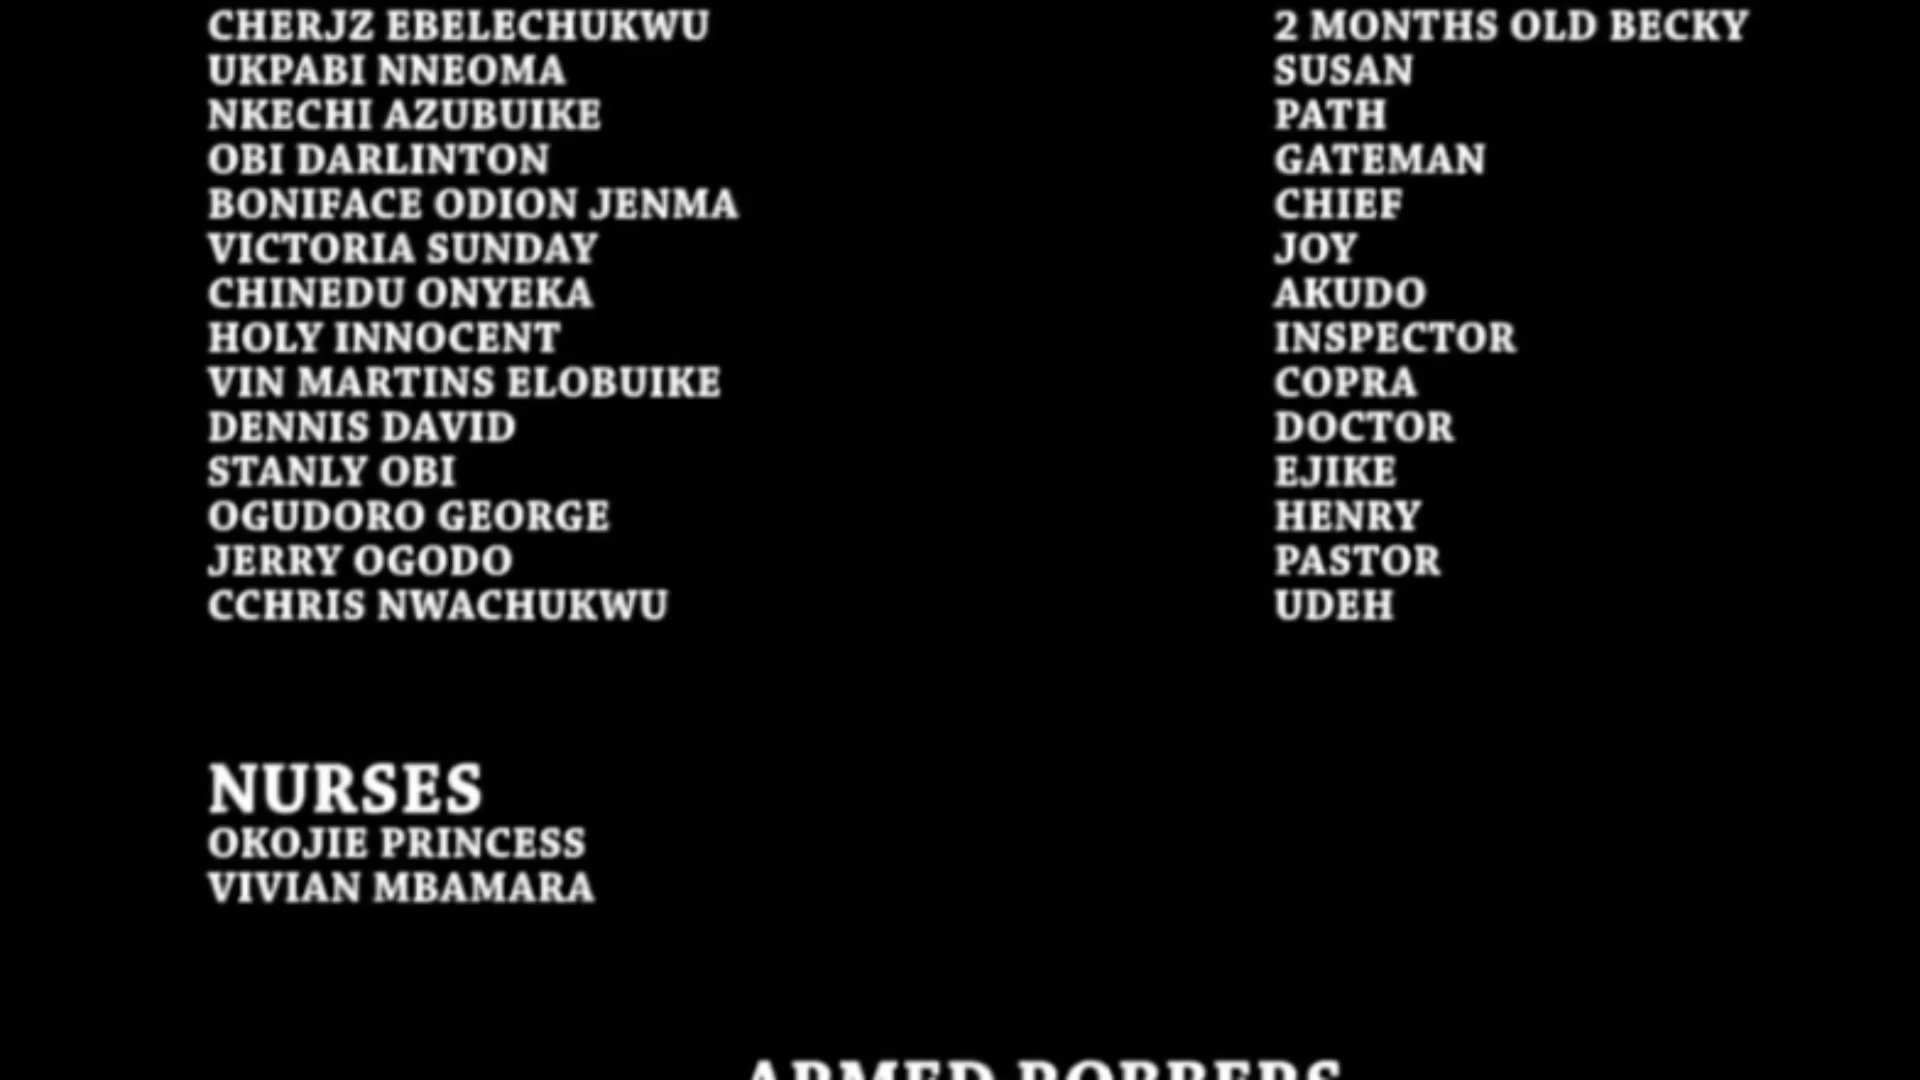 CHERJZ EBELECHUKWU 2 MONTHS OLD BECKY
UKPABI NNEOMA SUSAN
NKECHI AZUBUIKE PATH
OBI DARLINTON GATEMAN
BONIFACE ODION JENMA CHIEF
VICTORIA SUNDAY JOY
CHINEDU ONYEKA AKUDO
HOLY INNOCENT INSPECTOR
VIN MARTINS ELOBUIKE COPRA
DENNIS DAVID DOCTOR
STANLY OBI EJIKE
OGUDORO GEORGE HENRY
JERRY OGODO PASTOR
CCHRIS NWACHUKWU UDEH
NURSES
OKOJIE PRINCESS
VIVIAN MBAMARA
ARMED ROBBERS